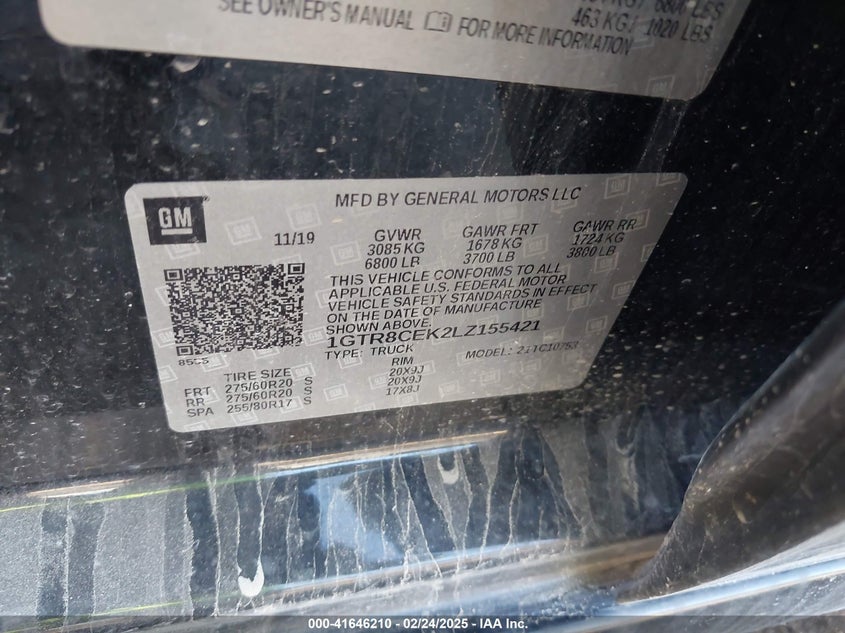 6800 LBS
SEE OWNER'S MANUAL FOR MORE INFORMATION
463 KG / 1020 LBS
GM
MFD BY GENERAL MOTORS LLC
11/19
GVWR GAWR FRT GAWR RR
3085 KG 1678 KG 1724 KG
6800 LB 3700 LB 3800 LB
THIS VEHICLE CONFORMS TO ALL
APPLICABLE U.S. FEDERAL MOTOR
VEHICLE SAFETY STANDARDS IN EFFECT
ON THE DATE OF MANUFACTURE
SHOWN ABOVE.
1GTR8CEK2LZ155421
TYPE: TRUCK MODEL:
TIRE SIZE RIM
FRT 275/60R20 S 20X9J
RR 275/60R20 S 20X9J
SPA 255/80R17 S 17X8J
000-41646210 - 02/24/2025 - IAA Inc.